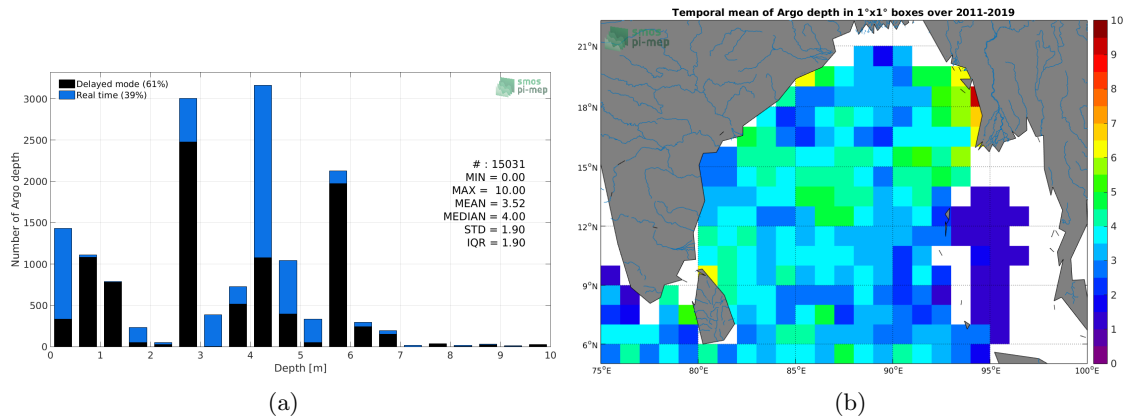 smos
pi-mep
Delayed mode (61%)
Real time (39%)
# : 15031
MIN = 0.00
MAX = 10.00
MEAN = 3.52
MEDIAN = 4.00
STD = 1.90
IQR = 1.90
Number of Argo depth
3000
2500
2000
1500
1000
500
0
0 1 2 3 4 5 6 7 8 9 10
Depth [m]
(a)
Temporal mean of Argo depth in 1°x1° boxes over 2011-2019
smos
pi-mep
21°N
18°N
15°N
12°N
9°N
6°N
75°E 80°E 85°E 90°E 95°E 100°E
10
9
8
7
6
5
4
3
2
1
0
(b)